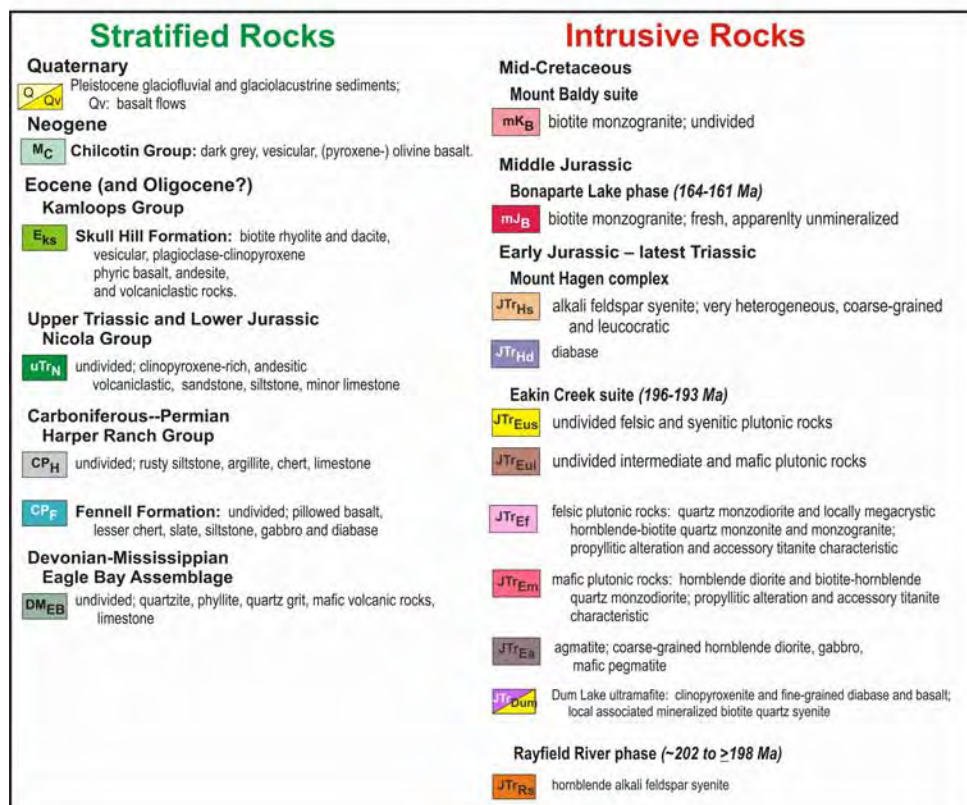 Stratified Rocks
Quaternary
Q
Qv
Pleistocene glaciofluvial and glaciolacustrine sediments;
Qv: basalt flows
Neogene
MC
Chilcotin Group: dark grey, vesicular, (pyroxene-) olivine basalt.
Eocene (and Oligocene?)
Kamloops Group
Eks
Skull Hill Formation: biotite rhyolite and dacite,
vesicular, plagioclase-clinopyroxene
phyric basalt, andesite,
and volcaniclastic rocks.
Upper Triassic and Lower Jurassic
Nicola Group
uTrN
undivided; clinopyroxene-rich, andesitic
volcaniclastic, sandstone, siltstone, minor limestone
Carboniferous--Permian
Harper Ranch Group
CPH
undivided; rusty siltstone, argillite, chert, limestone
CPF
Fennell Formation: undivided; pillowed basalt,
lesser chert, slate, siltstone, gabbro and diabase
Devonian-Mississippian
Eagle Bay Assemblage
DMEB
undivided; quartzite, phyllite, quartz grit, mafic volcanic rocks,
limestone
Intrusive Rocks
Mid-Cretaceous
Mount Baldy suite
mKB
biotite monzogranite; undivided
Middle Jurassic
Bonaparte Lake phase (164-161 Ma)
mJB
biotite monzogranite; fresh, apparenlty unmineralized
Early Jurassic – latest Triassic
Mount Hagen complex
JTrHs
alkali feldspar syenite; very heterogeneous, coarse-grained
and leucocratic
JTrHd
diabase
Eakin Creek suite (196-193 Ma)
JTrEus
undivided felsic and syenitic plutonic rocks
JTrEui
undivided intermediate and mafic plutonic rocks
JTrEf
felsic plutonic rocks: quartz monzodiorite and locally megacrystic
hornblende-biotite quartz monzonite and monzogranite;
propyllitic alteration and accessory titanite characteristic
JTrEm
mafic plutonic rocks: hornblende diorite and biotite-hornblende
quartz monzodiorite; propyllitic alteration and accessory titanite
characteristic
JTrEa
agmatite; coarse-grained hornblende diorite, gabbro,
mafic pegmatite
JTrDum
Dum Lake ultramafite: clinopyroxenite and fine-grained diabase and basalt;
local associated mineralized biotite quartz syenite
Rayfield River phase (~202 to ≥198 Ma)
JTrRs
hornblende alkali feldspar syenite